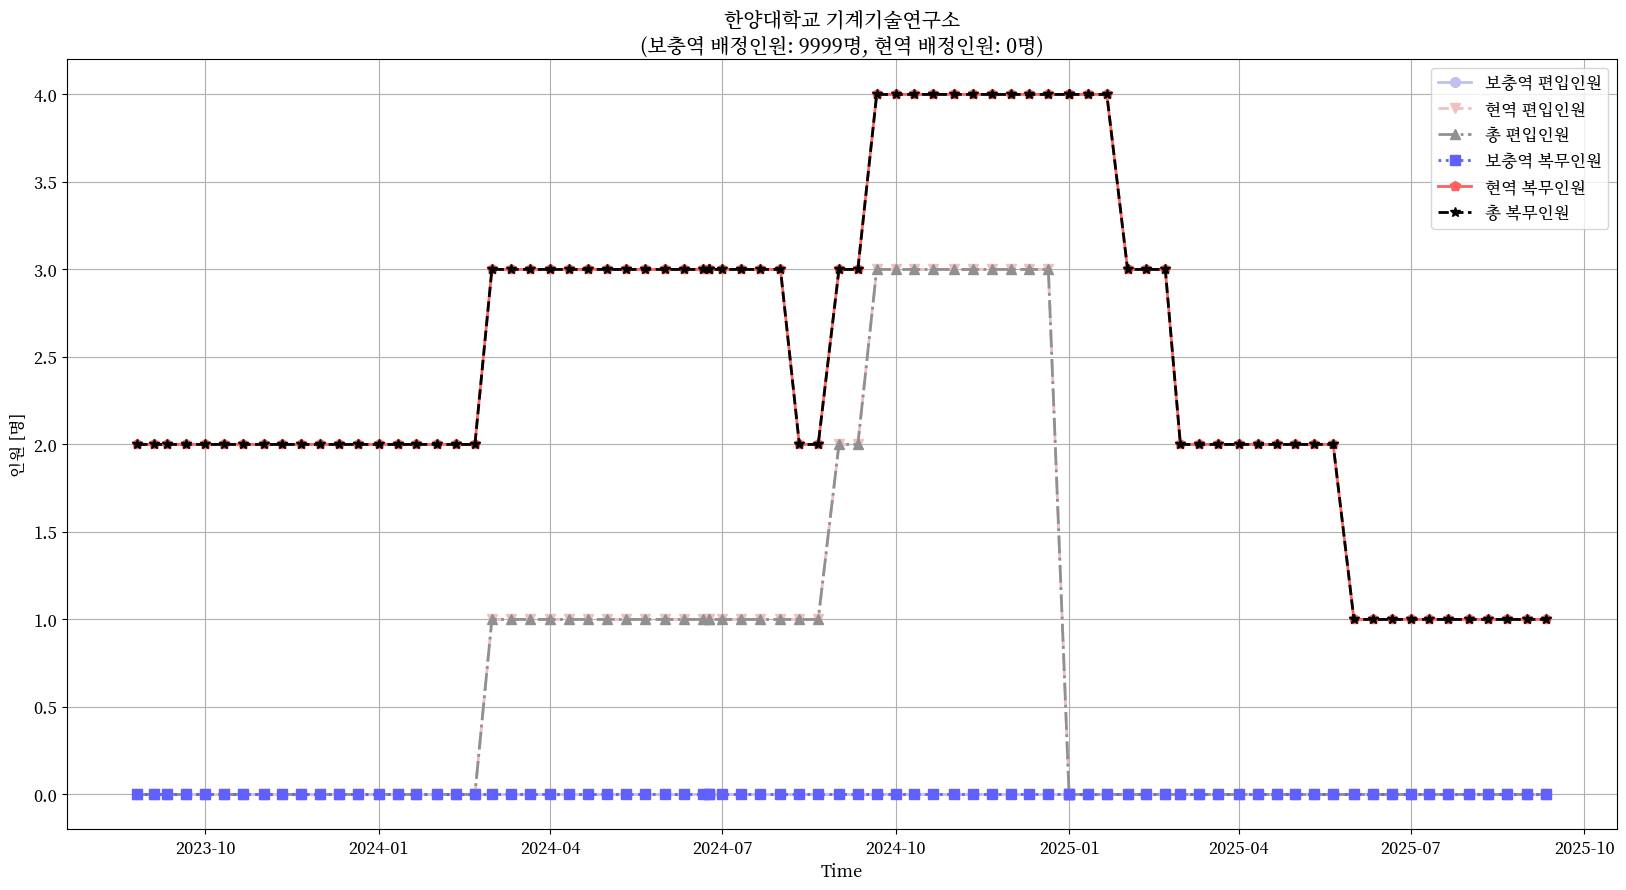 한양대학교 기계기술연구소
(보충역 배정인원: 9999명, 현역 배정인원: 0명)
보충역 편입인원
현역 편입인원
총 편입인원
보충역 복무인원
현역 복무인원
총 복무인원
인원 [명]
4.0
3.5
3.0
2.5
2.0
1.5
1.0
0.5
0.0
2023-10
2024-01
2024-04
2024-07
2024-10
2025-01
2025-04
2025-07
2025-10
Time